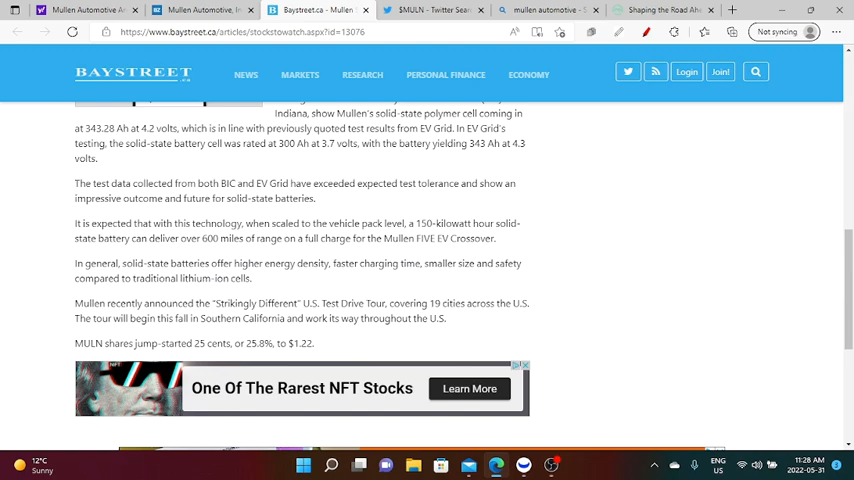 Mullen Automotive Ar
Mullen Automotive, In
Baystreet.ca - Mullen
$MULN - Twitter Sear
mullen automotive - S
Shaping the Road Ahe
https://www.baystreet.ca/articles/stockstowatch.aspx?id=13076
Not syncing
BAYSTREET.ca
NEWS
MARKETS
RESEARCH
PERSONAL FINANCE
ECONOMY
Login
Join!
Indiana, show Mullen's solid-state polymer cell coming in
at 343.28 Ah at 4.2 volts, which is in line with previously quoted test results from EV Grid. In EV Grid's
testing, the solid-state battery cell was rated at 300 Ah at 3.7 volts, with the battery yielding 343 Ah at 4.3
volts.
The test data collected from both BIC and EV Grid have exceeded expected test tolerance and show an
impressive outcome and future for solid-state batteries.
It is expected that with this technology, when scaled to the vehicle pack level, a 150-kilowatt hour solid-
state battery can deliver over 600 miles of range on a full charge for the Mullen FIVE EV Crossover.
In general, solid-state batteries offer higher energy density, faster charging time, smaller size and safety
compared to traditional lithium-ion cells.
Mullen recently announced the "Strikingly Different" U.S. Test Drive Tour, covering 19 cities across the U.S.
The tour will begin this fall in Southern California and work its way throughout the U.S.
MULN shares jump-started 25 cents, or 25.8%, to $1.22.
NFT
One Of The Rarest NFT Stocks
Learn More
12°C
Sunny
ENG
US
11:28 AM
2022-05-31